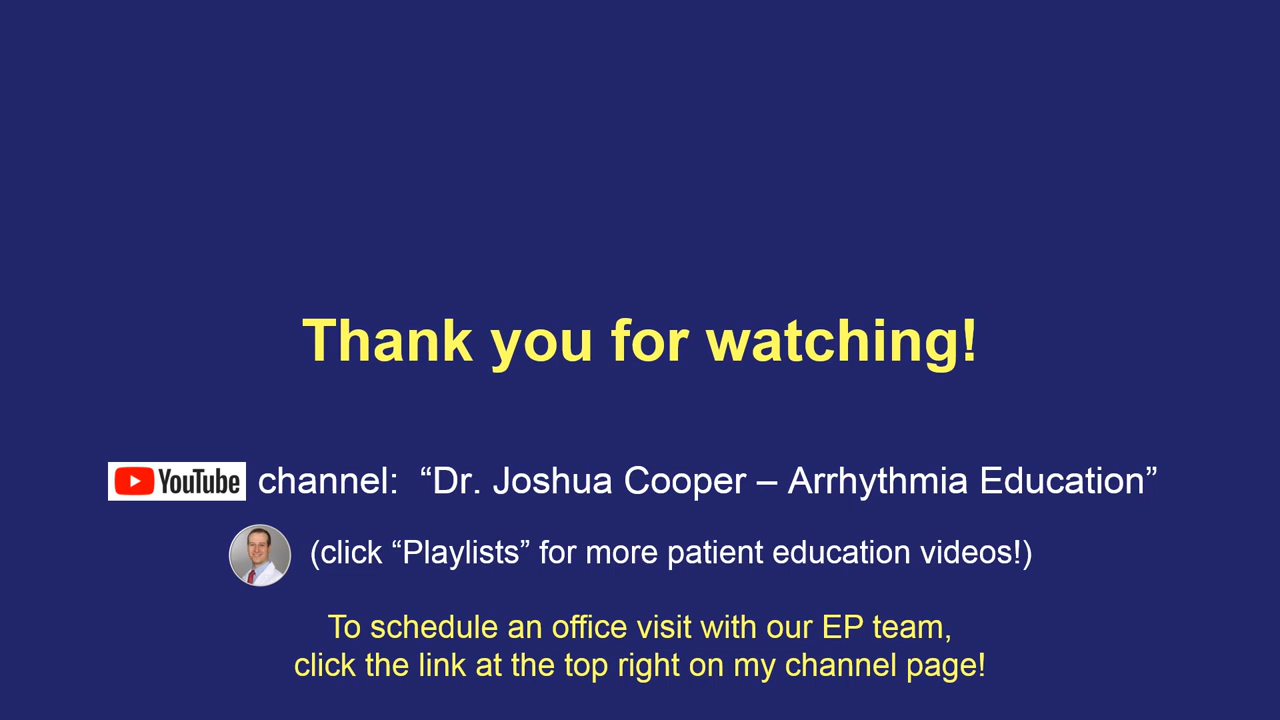 Thank you for watching!
YouTube channel: “Dr. Joshua Cooper – Arrhythmia Education”
(click “Playlists” for more patient education videos!)
To schedule an office visit with our EP team,
click the link at the top right on my channel page!